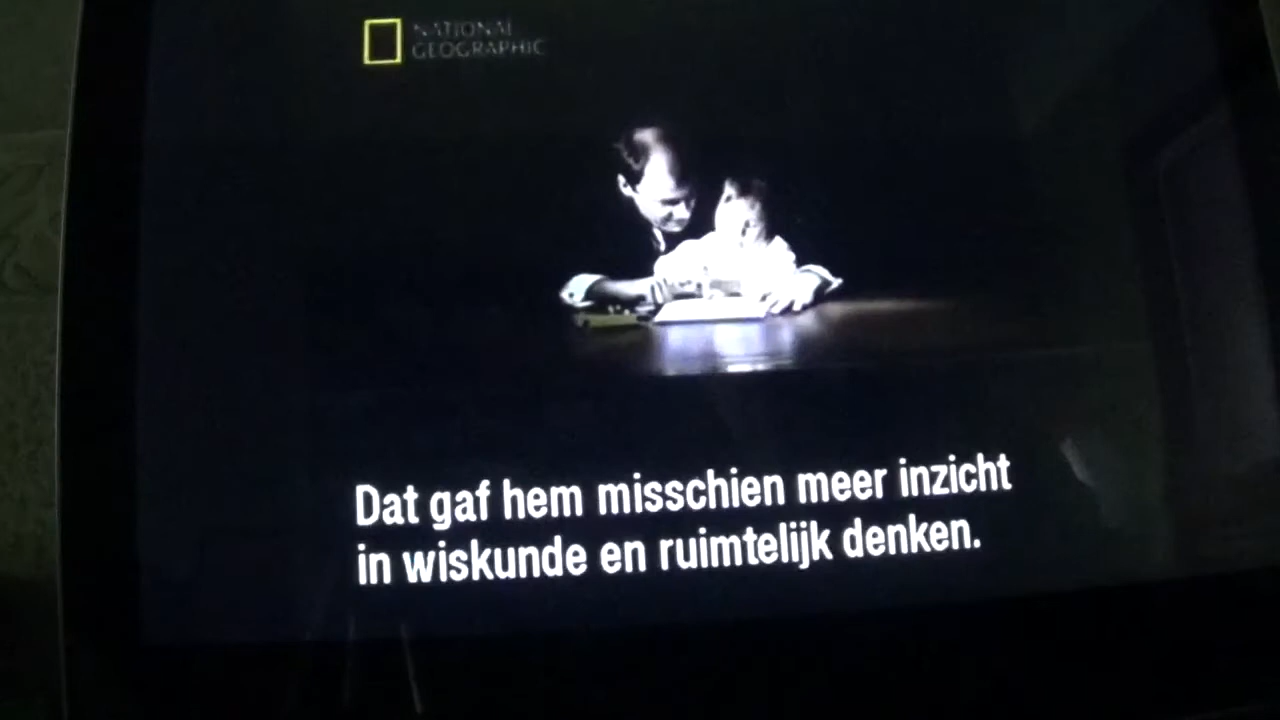 NATIONAL
GEOGRAPHIC
Dat gaf hem misschien meer inzicht
in wiskunde en ruimtelijk denken.